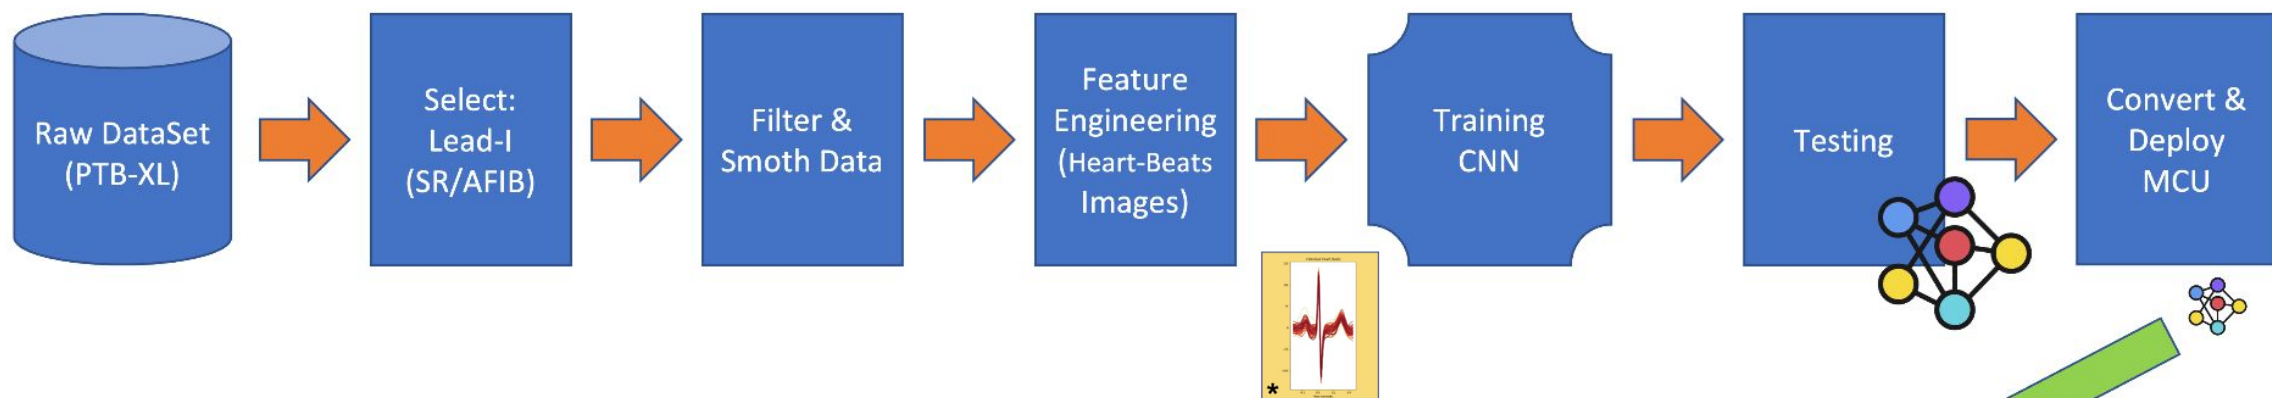 Raw DataSet
(PTB-XL)
Select:
Lead-I
(SR/AFIB)
Filter &
Smoth Data
Feature
Engineering
(Heart-Beats
Images)
*
Training
CNN
Testing
Convert &
Deploy
MCU